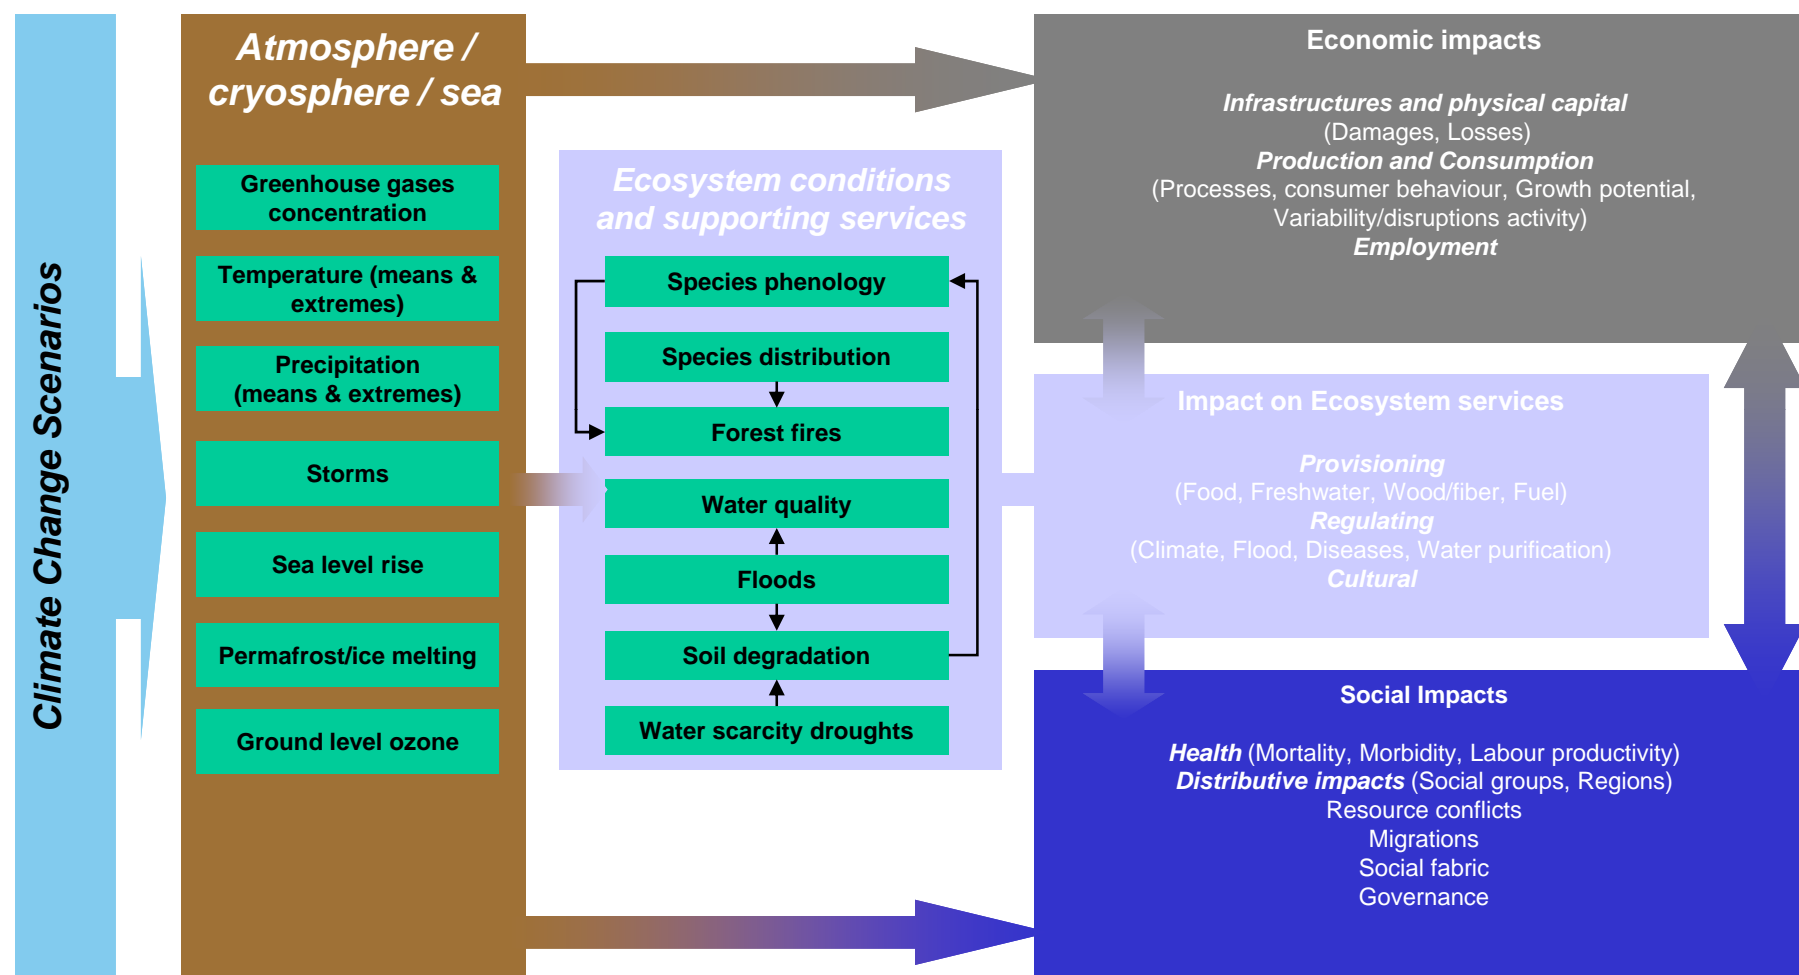 Climate Change Scenarios
Atmosphere /
cryosphere / sea
Greenhouse gases
concentration
Temperature (means &
extremes)
Precipitation
(means & extremes)
Storms
Sea level rise
Permafrost/ice melting
Ground level ozone
Ecosystem conditions
and supporting services
Species phenology
Species distribution
Forest fires
Water quality
Floods
Soil degradation
Water scarcity droughts
Economic impacts
Infrastructures and physical capital
(Damages, Losses)
Production and Consumption
(Processes, consumer behaviour, Growth potential,
Variability/disruptions activity)
Employment
Impact on Ecosystem services
Provisioning
(Food, Freshwater, Wood/fiber, Fuel)
Regulating
(Climate, Flood, Diseases, Water purification)
Cultural
Social Impacts
Health (Mortality, Morbidity, Labour productivity)
Distributive impacts (Social groups, Regions)
Resource conflicts
Migrations
Social fabric
Governance